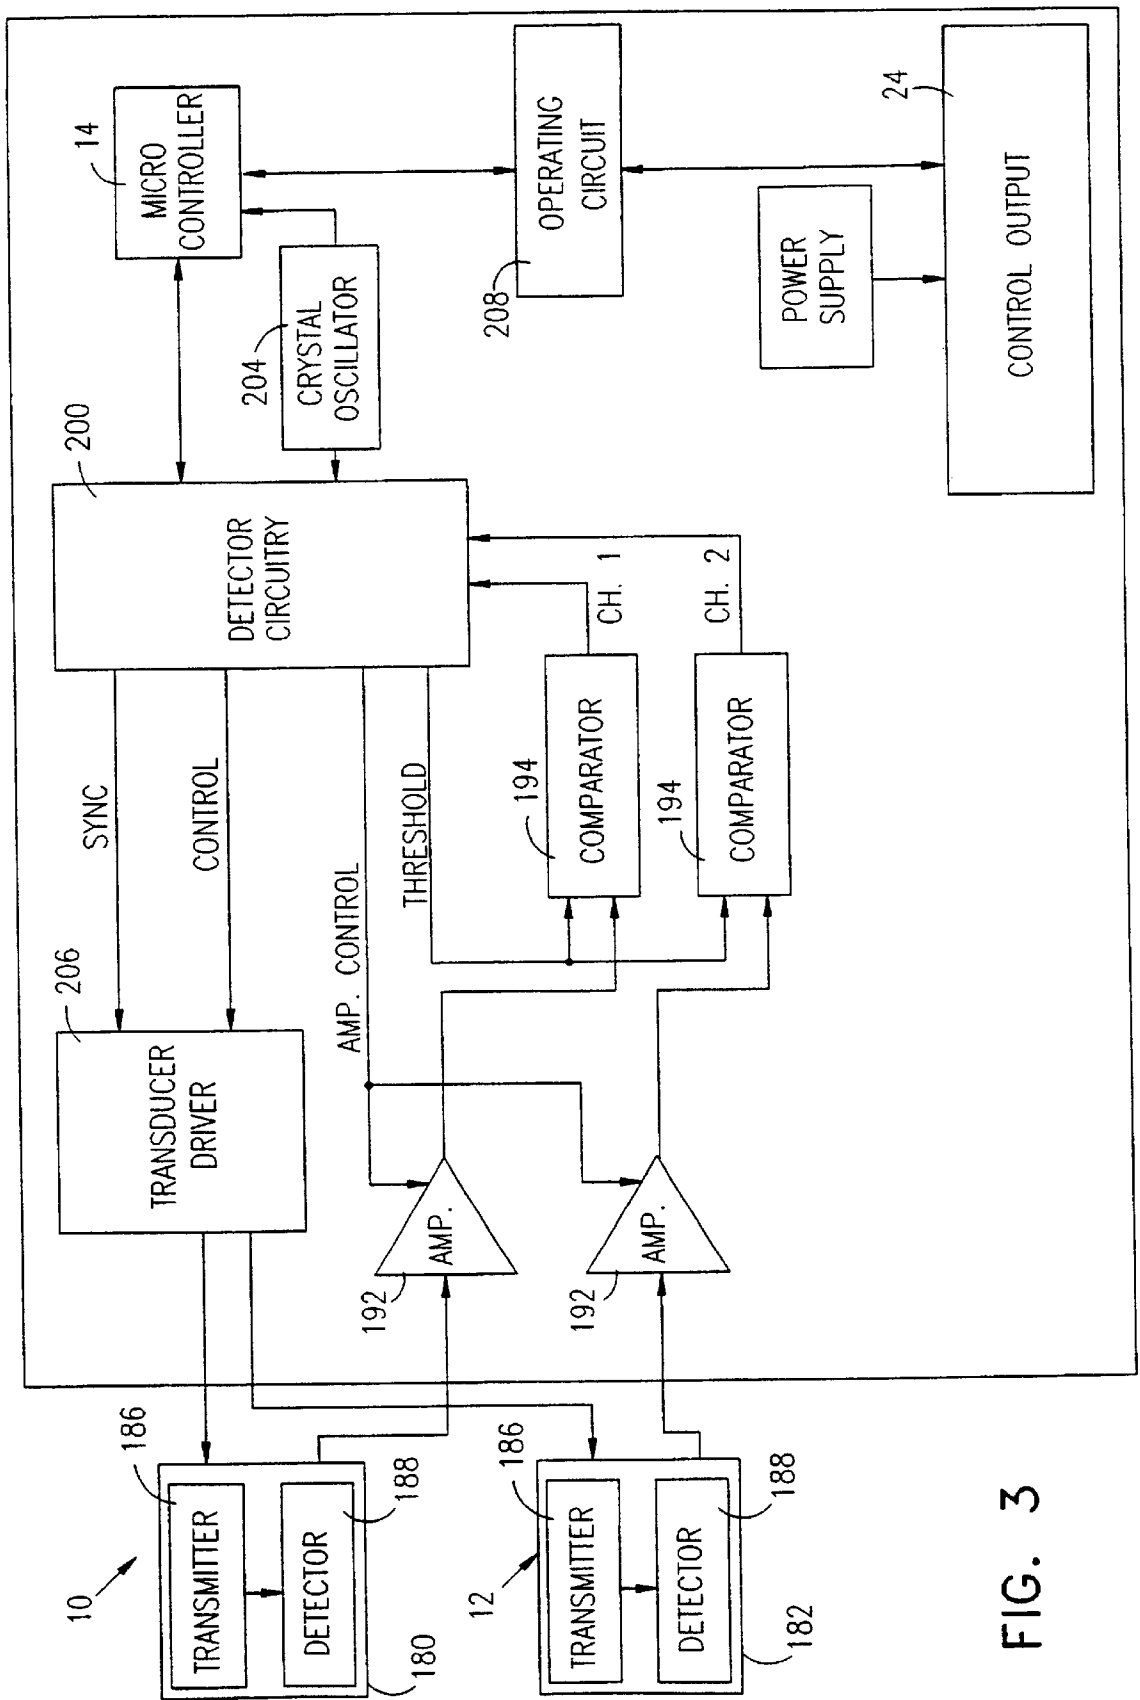 10
186
TRANSMITTER
DETECTOR
188
180
12
186
TRANSMITTER
DETECTOR
188
182
206
TRANSDUCER
DRIVER
SYNC
CONTROL
AMP. CONTROL
THRESHOLD
192
AMP.
192
AMP.
194
COMPARATOR
194
COMPARATOR
CH. 1
CH. 2
200
DETECTOR
CIRCUITRY
204
CRYSTAL
OSCILLATOR
14
MICRO
CONTROLLER
208
OPERATING
CIRCUIT
POWER
SUPPLY
24
CONTROL OUTPUT
FIG. 3